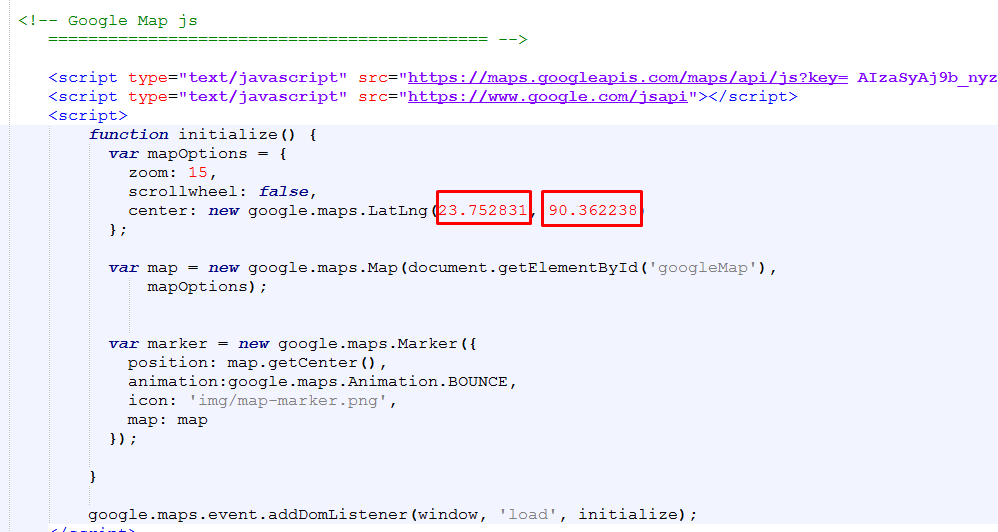 <!-- Google Map js
============================================ -->
<script type="text/javascript" src="https://maps.googleapis.com/maps/api/js?key= AIzaSyAj9b_nyz
<script type="text/javascript" src="https://www.google.com/jsapi"></script>
<script>
function initialize() {
var mapOptions = {
zoom: 15,
scrollwheel: false,
center: new google.maps.LatLng(23.752831, 90.362238)
};
var map = new google.maps.Map(document.getElementById('googleMap'),
mapOptions);
var marker = new google.maps.Marker({
position: map.getCenter(),
animation:google.maps.Animation.BOUNCE,
icon: 'img/map-marker.png',
map: map
});
}
google.maps.event.addDomListener(window, 'load', initialize);
</script>